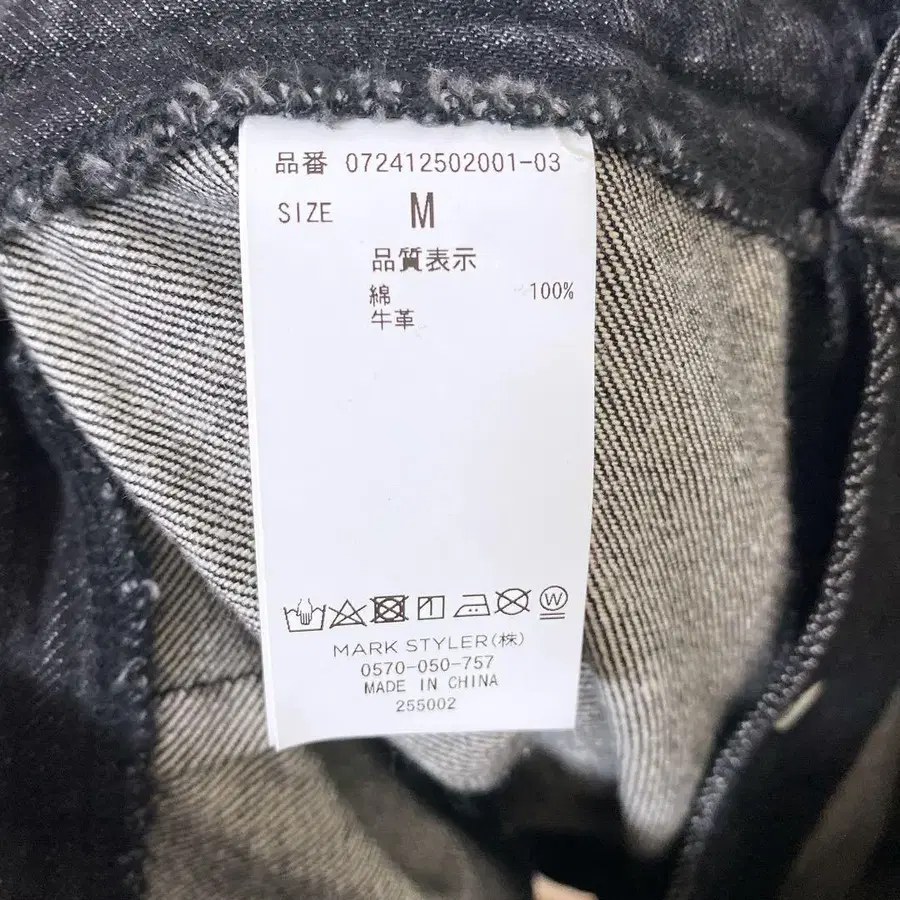 品番 072412502001-03
SIZE M
品質表示
綿 100%
牛革
W
MARK STYLER(株)
0570-050-757
MADE IN CHINA
255002